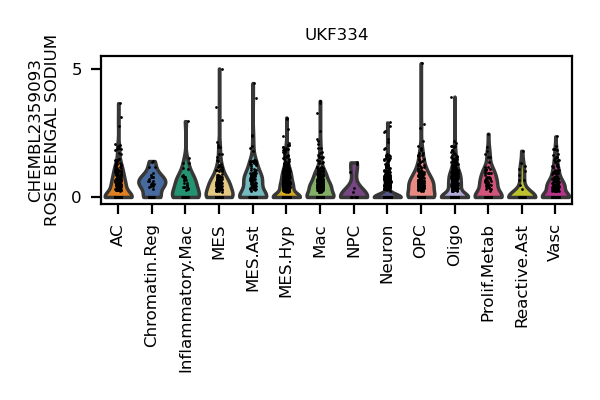 UKF334
CHEMBL2359093
ROSE BENGAL SODIUM
5
0
AC
Chromatin.Reg
Inflammatory.Mac
MES
MES.Ast
MES.Hyp
Mac
NPC
Neuron
OPC
Oligo
Prolif.Metab
Reactive.Ast
Vasc